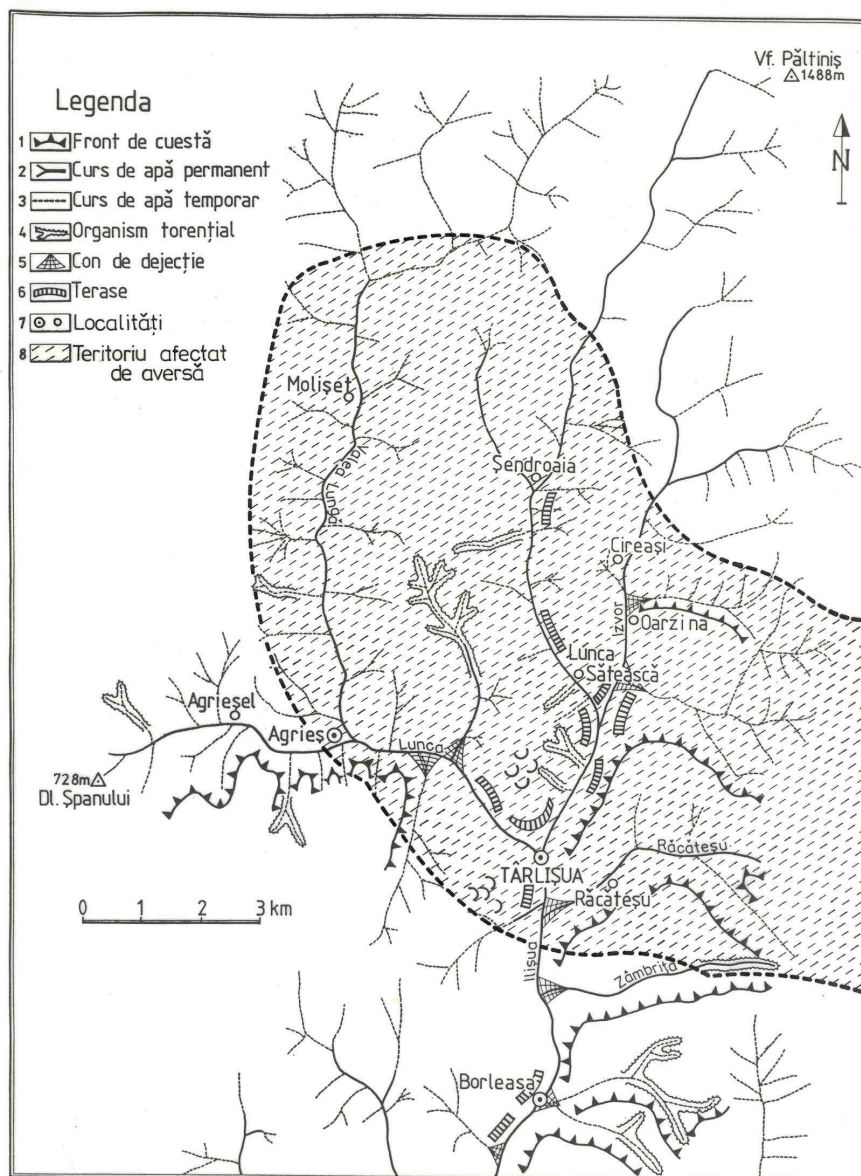 Vf. Păltiniș
1488m
Legenda
1 Front de cuestă
2 Curs de apă permanent
3 Curs de apă temporar
4 Organism torențial
5 Con de dejecție
6 Terase
7 Localități
8 Teritoriu afectat
de aversă
N
Molișet
Valea Lungă
Șendroaia
Cireași
Izvor
Oarzina
Lunca
Sătească
Agrieșel
Agrieș
Lunca
728m
Dl. Șpanului
Răcățeșu
TÂRLIȘUA
Răcateșu
0 1 2 3 km
Ilișua
Zâmbrița
Borleasa